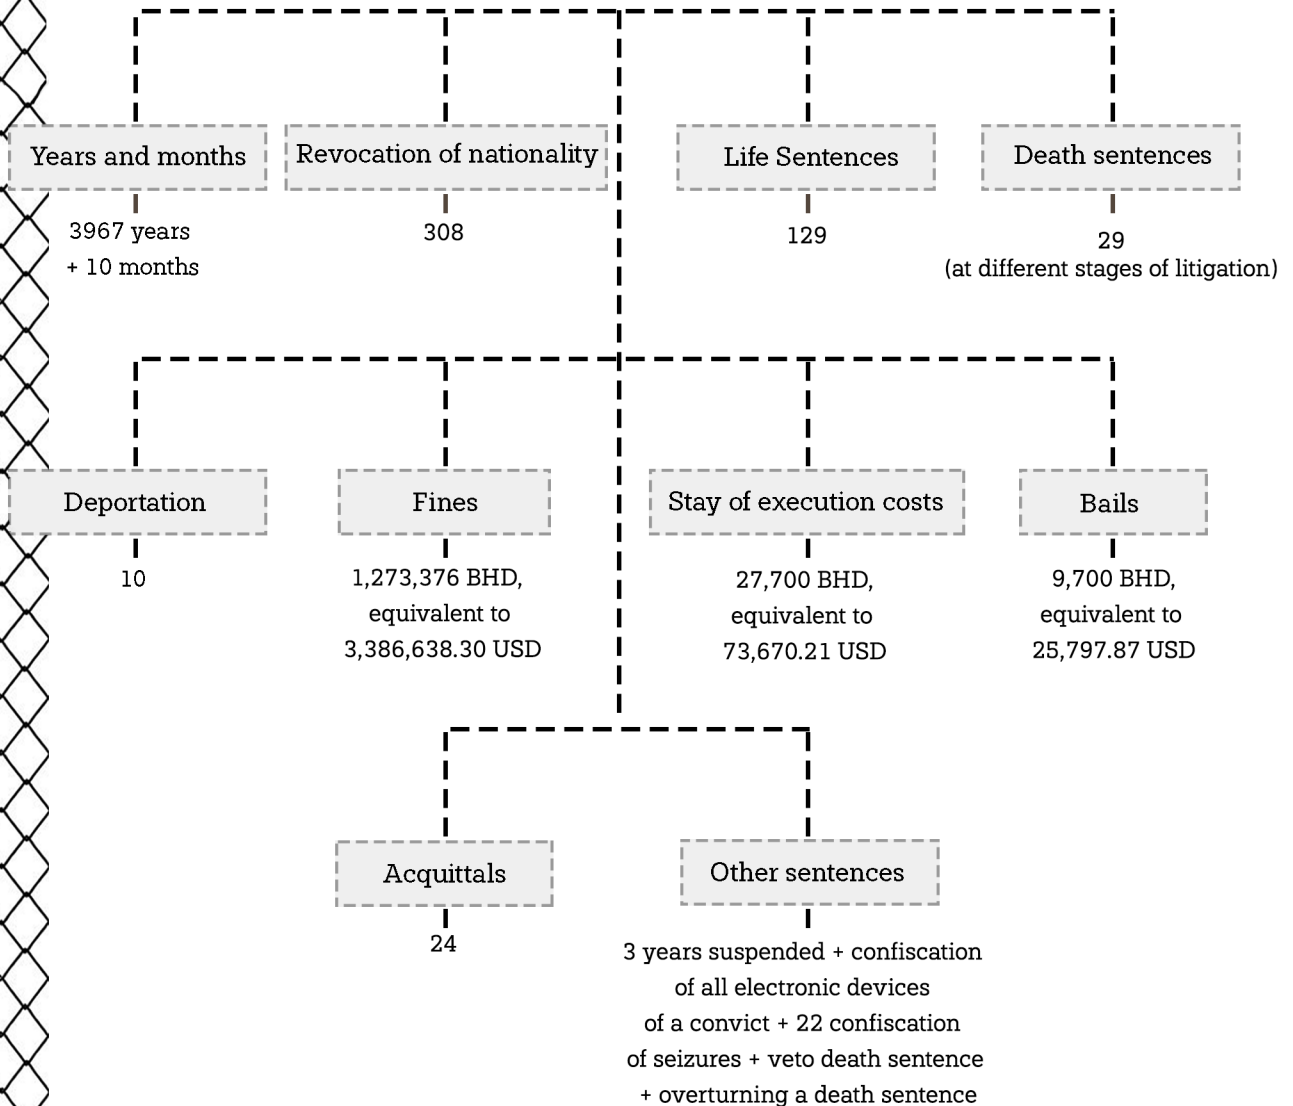 Years and months
3967 years
+ 10 months
Revocation of nationality
308
Life Sentences
129
Death sentences
29
(at different stages of litigation)
Deportation
10
Fines
1,273,376 BHD,
equivalent to
3,386,638.30 USD
Stay of execution costs
27,700 BHD,
equivalent to
73,670.21 USD
Bails
9,700 BHD,
equivalent to
25,797.87 USD
Acquittals
24
Other sentences
3 years suspended + confiscation
of all electronic devices
of a convict + 22 confiscation
of seizures + veto death sentence
+ overturning a death sentence